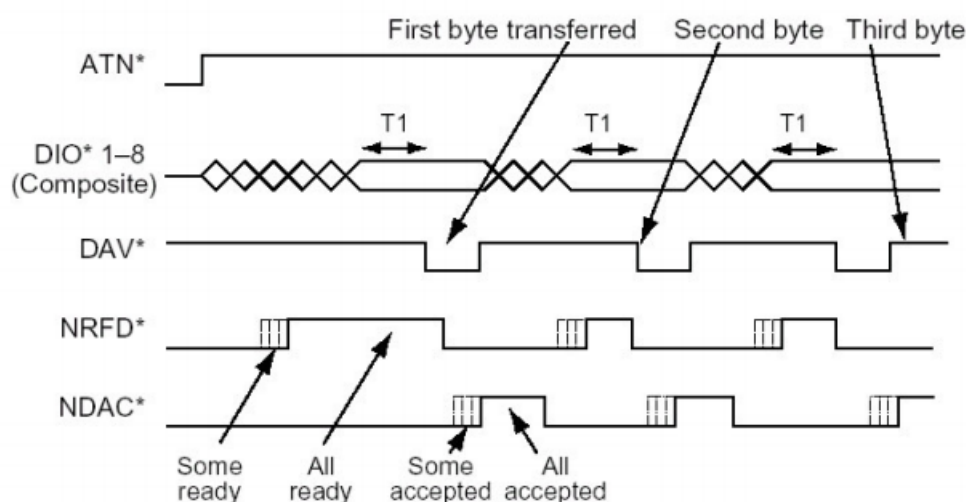 First byte transferred
Second byte
Third byte
ATN*
T1
T1
T1
DIO* 1–8
(Composite)
DAV*
NRFD*
NDAC*
Some
ready
All
ready
Some
accepted
All
accepted